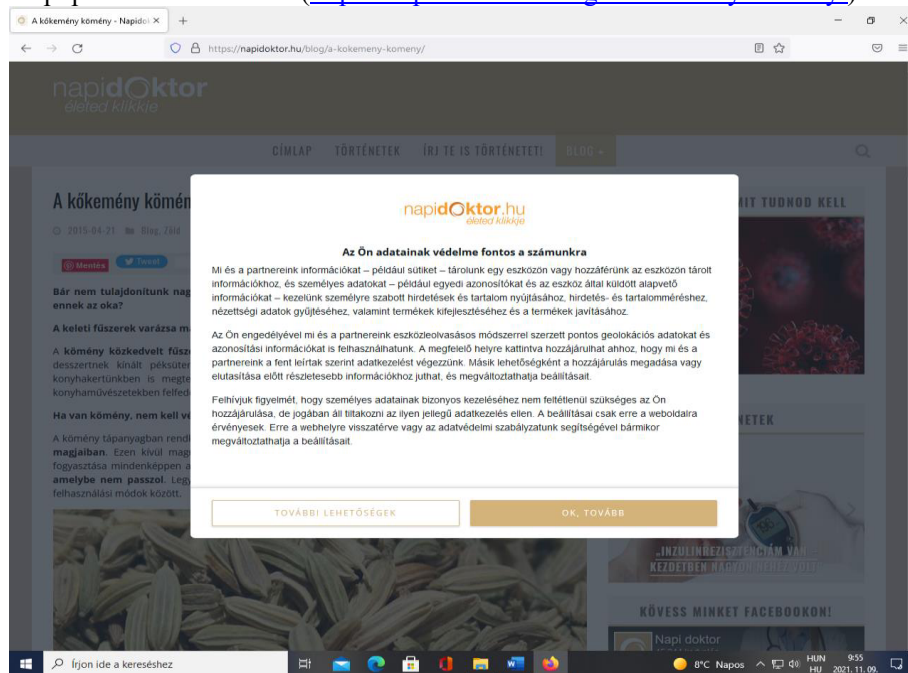 A kőkemény kömény - Napidok
https://napidoktor.hu/blog/a-kokemeny-komeny/
napidOktor
életed klikkje
CÍMLAP TÖRTÉNETEK ÍRJ TE IS TÖRTÉNETET! BLOG
A kőkemény kömén
2015-04-21 Blog, Zöld
Mentés Tweet
Bár nem tulajdonítunk nag
ennek az oka?
A keleti fűszerek varázsa m
A kömény közkedvelt fűsz
desszertnek kínált péksüter
konyhakertünkben is megte
konyhaművészetekben felfed
Ha van kömény, nem kell v
A kömény tápanyagban rendl
magjaiban. Ezen kívül mag
fogyasztása mindenképpen a
amelybe nem passzol. Leg
felhasználási módok között.
napidOktor.hu
életed klikkje
Az Ön adatainak védelme fontos a számunkra
Mi és a partnereink információkat – például sütiket – tárolunk egy eszközön vagy hozzáférünk az eszközön tárolt
információkhoz, és személyes adatokat – például egyedi azonosítókat és az eszköz által küldött alapvető
információkat – kezelünk személyre szabott hirdetések és tartalom nyújtásához, hirdetés- és tartalomméréshez,
nézettségi adatok gyűjtéséhez, valamint termékek kifejlesztéséhez és a termékek javításához.
Az Ön engedélyével mi és a partnereink eszközleolvasásos módszerrel szerzett pontos geolokációs adatokat és
azonosítási információkat is felhasználhatunk. A megfelelő helyre kattintva hozzájárulhat ahhoz, hogy mi és a
partnereink a fent leírtak szerint adatkezelést végezzünk. Másik lehetőségként a hozzájárulás megadása vagy
elutasítása előtt részletesebb információkhoz juthat, és megváltoztathatja beállításait.
Felhívjuk figyelmét, hogy személyes adatainak bizonyos kezeléséhez nem feltétlenül szükséges az Ön
hozzájárulása, de jogában áll tiltakozni az ilyen jellegű adatkezelés ellen. A beállításai csak erre a weboldalra
érvényesek. Erre a webhelyre visszatérve vagy az adatvédelmi szabályzatunk segítségével bármikor
megváltoztathatja a beállításait.
TOVÁBBI LEHETŐSÉGEK OK, TOVÁBB
MIT TUDNOD KELL
NETEK
„INZULINREZISZTENCIÁM VAN –
KEZDETBEN NAGYON NEHÉZ VOLT
KÖVESS MINKET FACEBOOKON!
Napi doktor
Írjon ide a kereséshez
8°C Napos
HUN
HU
9:55
2021. 11. 09.